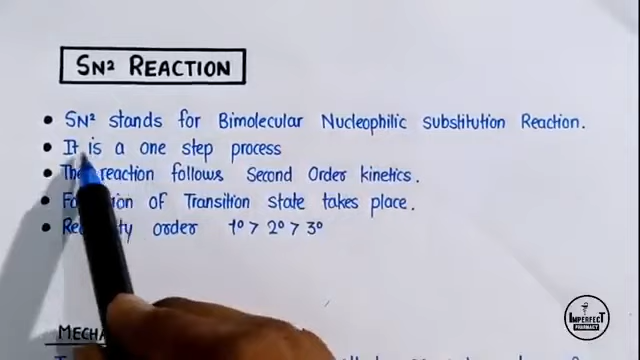 SN² REACTION
• SN² stands for Bimolecular Nucleophilic substitution Reaction.
• It is a one step process
• The reaction follows Second Order kinetics.
• of Transition state takes place.
• order 1° > 2° > 3°
IMPERFECT
PHARMACY